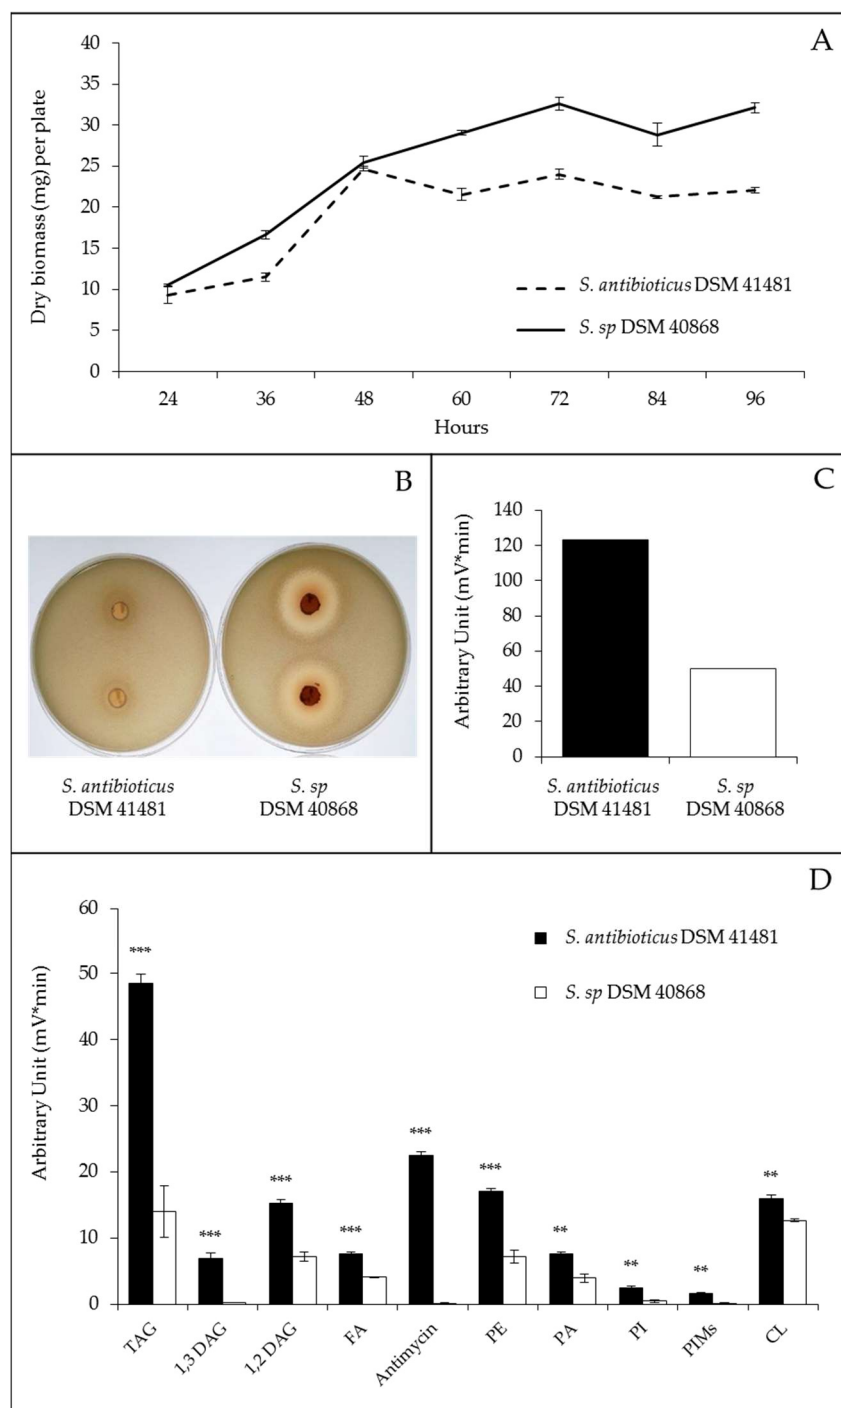 A
40
35
30
25
20
15
10
5
0
Dry biomass (mg) per plate
S. antibioticus DSM 41481
S. sp DSM 40868
24 36 48 60 72 84 96
Hours
B
S. antibioticus
DSM 41481
S. sp
DSM 40868
C
140
120
100
80
60
40
20
0
Arbitrary Unit (mV*min)
S. antibioticus
DSM 41481
S. sp
DSM 40868
D
60
50
40
30
20
10
0
Arbitrary Unit (mV*min)
S. antibioticus DSM 41481
S. sp DSM 40868
*** *** *** *** *** *** ** ** ** **
TAG 1,3 DAG 1,2 DAG FA Antimycin PE PA PI PIMs CL